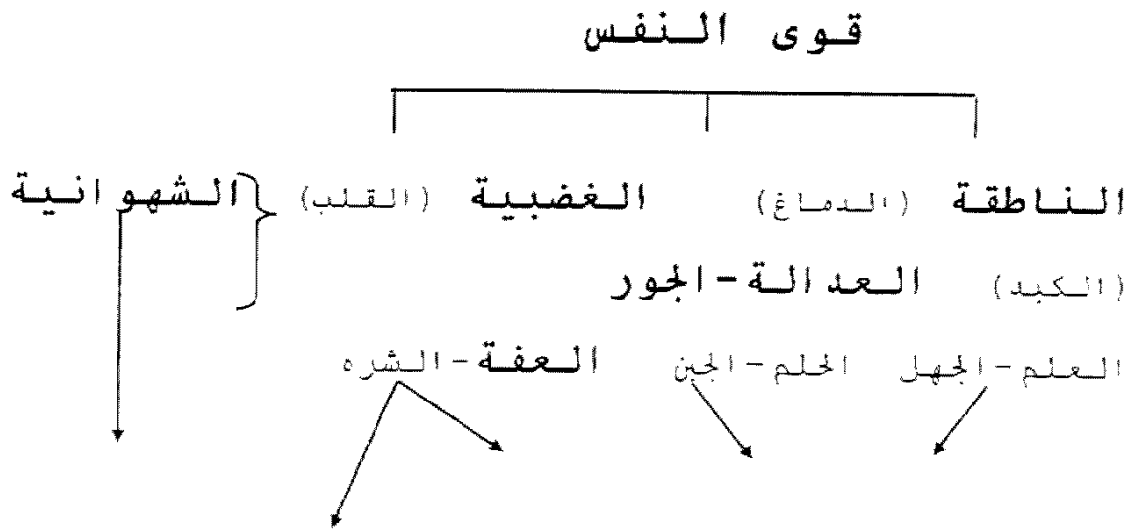 قوى النفس
الناطقة (الدماغ) الغضبية (القلب) الشهوانية
(الكبد) العدالة-الجور
العلم-الجهل الحلم-الجبن العفة-الشره